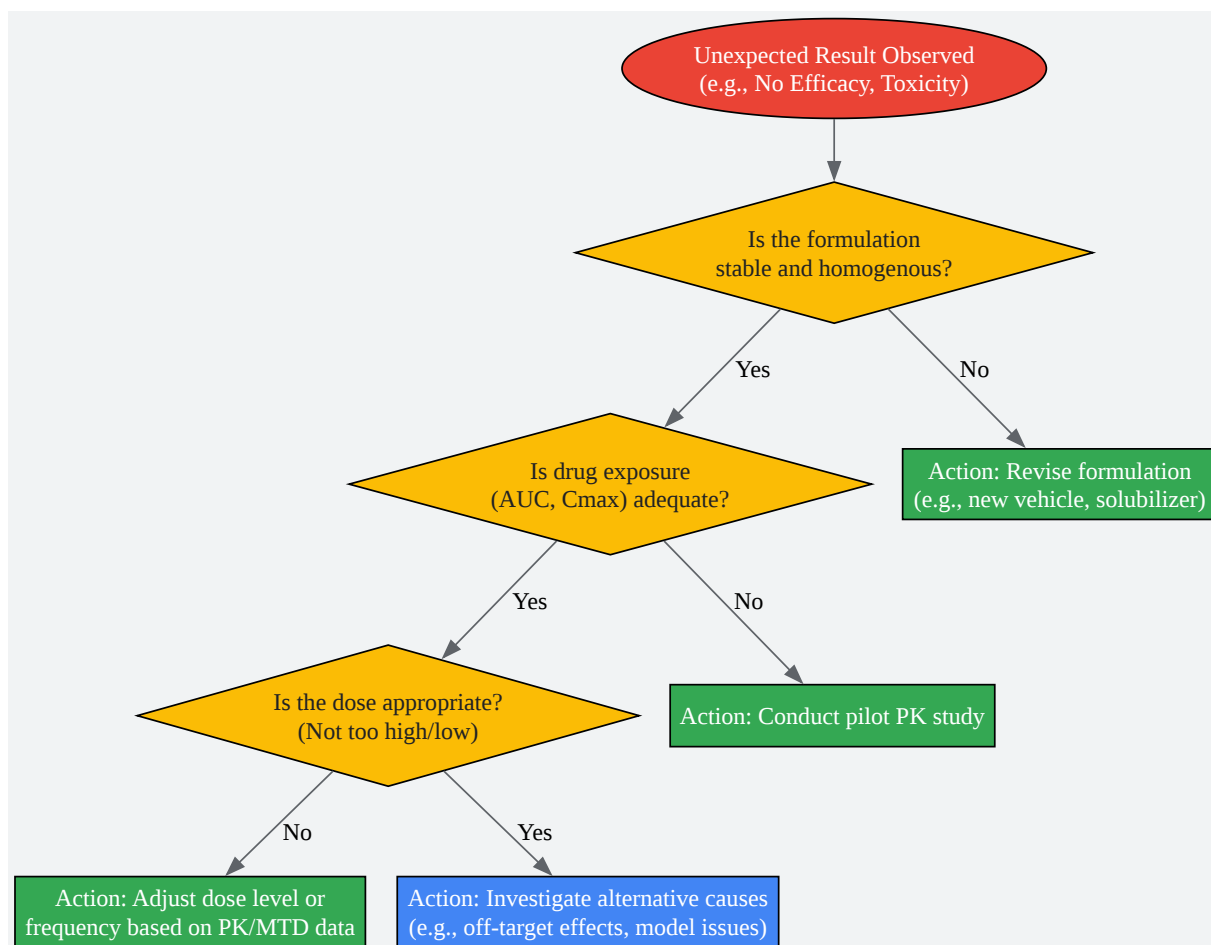 Unexpected Result Observed
(e.g., No Efficacy, Toxicity)
Is the formulation
stable and homogenous?
Yes
No
Is drug exposure
(AUC, Cmax) adequate?
Action: Revise formulation
(e.g., new vehicle, solubilizer)
Yes
No
Is the dose appropriate?
(Not too high/low)
Action: Conduct pilot PK study
No
Yes
Action: Adjust dose level or
frequency based on PK/MTD data
Action: Investigate alternative causes
(e.g., off-target effects, model issues)